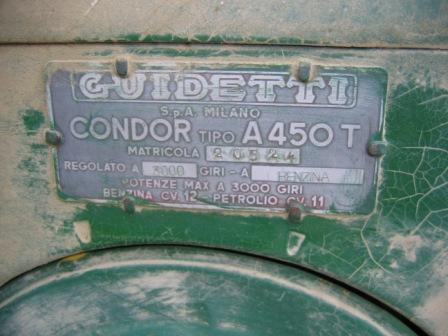 GUIDETTI
S.p.A. MILANO
CONDOR TIPO A450T
MATRICOLA 20524
REGOLATO A 3000 GIRI - A BENZINA
POTENZE MAX A 3000 GIRI
BENZINA CV. 12 - PETROLIO CV. 11